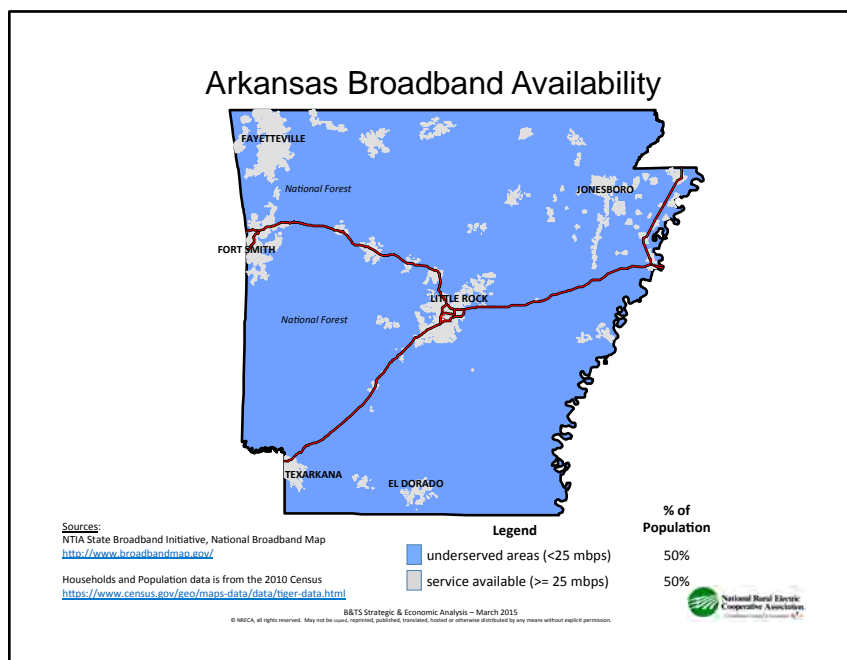 Arkansas Broadband Availability
FAYETTEVILLE
National Forest
JONESBORO
FORT SMITH
LITTLE ROCK
National Forest
TEXARKANA
EL DORADO
Sources:
NTIA State Broadband Initiative, National Broadband Map
http://www.broadbandmap.gov/
Households and Population data is from the 2010 Census
https://www.census.gov/geo/maps-data/data/tiger-data.html
Legend
% of
Population
underserved areas (<25 mbps) 50%
service available (>= 25 mbps) 50%
National Rural Electric
Cooperative Association
B&TS Strategic & Economic Analysis – March 2015
© NRECA, all rights reserved. May not be copied, reprinted, published, translated, hosted or otherwise distributed by any means without explicit permission.